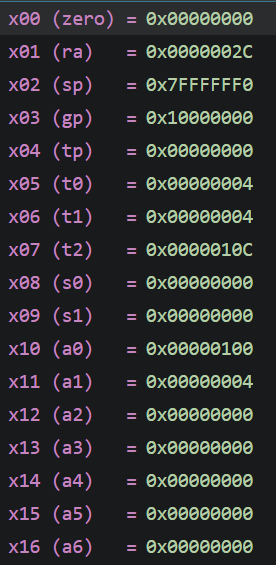 x00 (zero) = 0x00000000
x01 (ra) = 0x0000002C
x02 (sp) = 0x7FFFFFF0
x03 (gp) = 0x10000000
x04 (tp) = 0x00000000
x05 (t0) = 0x00000004
x06 (t1) = 0x00000004
x07 (t2) = 0x0000010C
x08 (s0) = 0x00000000
x09 (s1) = 0x00000000
x10 (a0) = 0x00000100
x11 (a1) = 0x00000004
x12 (a2) = 0x00000000
x13 (a3) = 0x00000000
x14 (a4) = 0x00000000
x15 (a5) = 0x00000000
x16 (a6) = 0x00000000